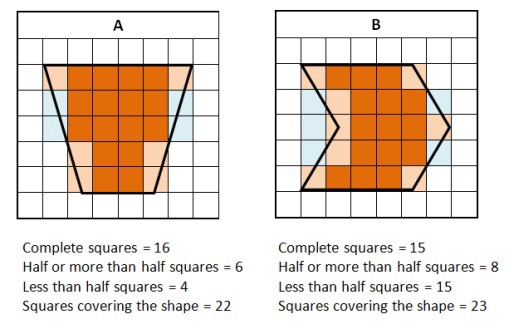 A
B
Complete squares = 16
Half or more than half squares = 6
Less than half squares = 4
Squares covering the shape = 22
Complete squares = 15
Half or more than half squares = 8
Less than half squares = 15
Squares covering the shape = 23